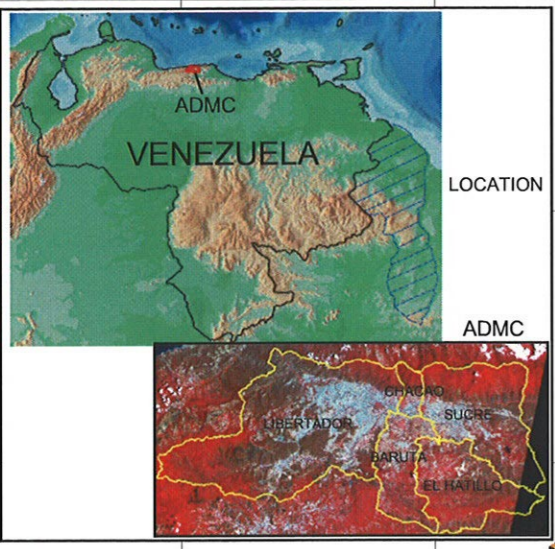 ADMC
VENEZUELA
LOCATION
ADMC
CHACAO
SUCRE
LIBERTADOR
BARUTA
EL HATILLO